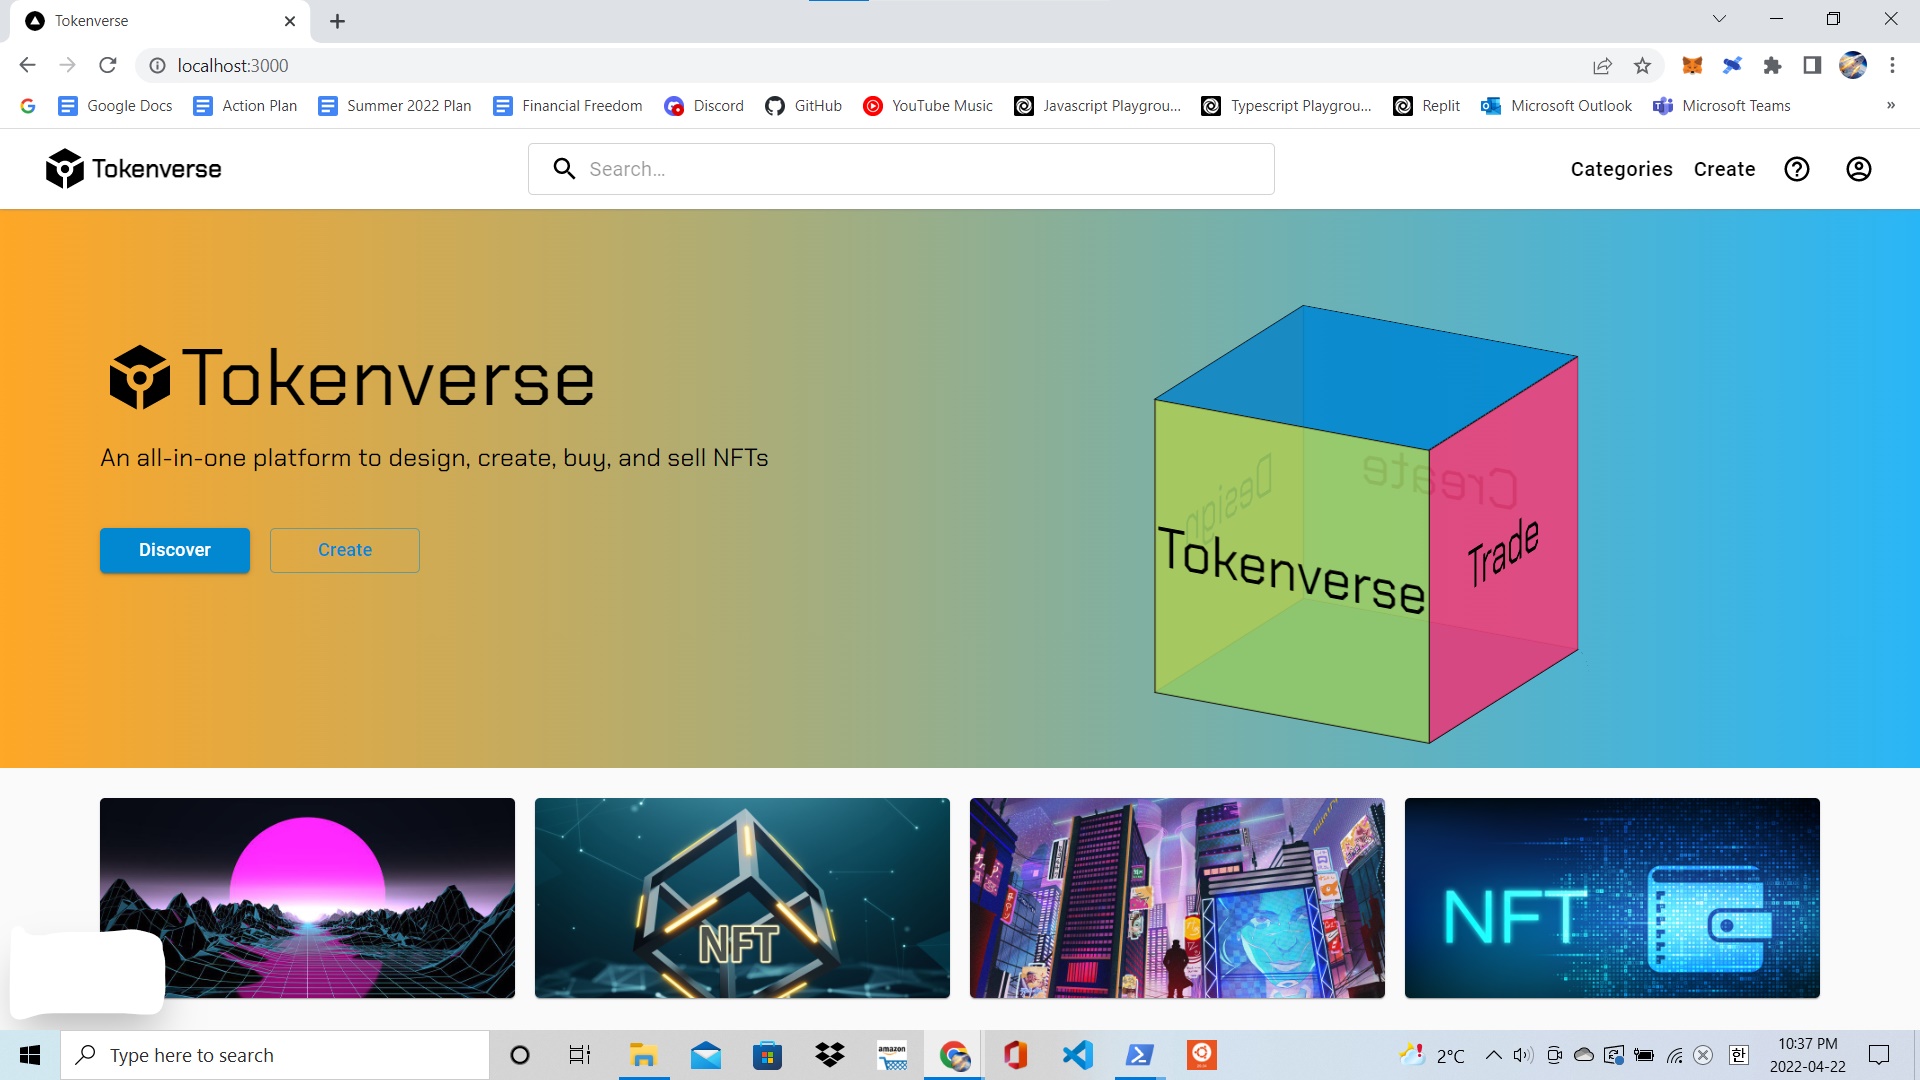 Tokenverse
localhost:3000
Google Docs
Action Plan
Summer 2022 Plan
Financial Freedom
Discord
GitHub
YouTube Music
Javascript Playgrou...
Typescript Playgrou...
Replit
Microsoft Outlook
Microsoft Teams
»
Tokenverse
Search...
Categories
Create
Tokenverse
An all-in-one platform to design, create, buy, and sell NFTs
Discover
Create
Design
Create
Tokenverse
Trade
NFT
NFT
Type here to search
amazon
2°C
한
10:37 PM
2022-04-22